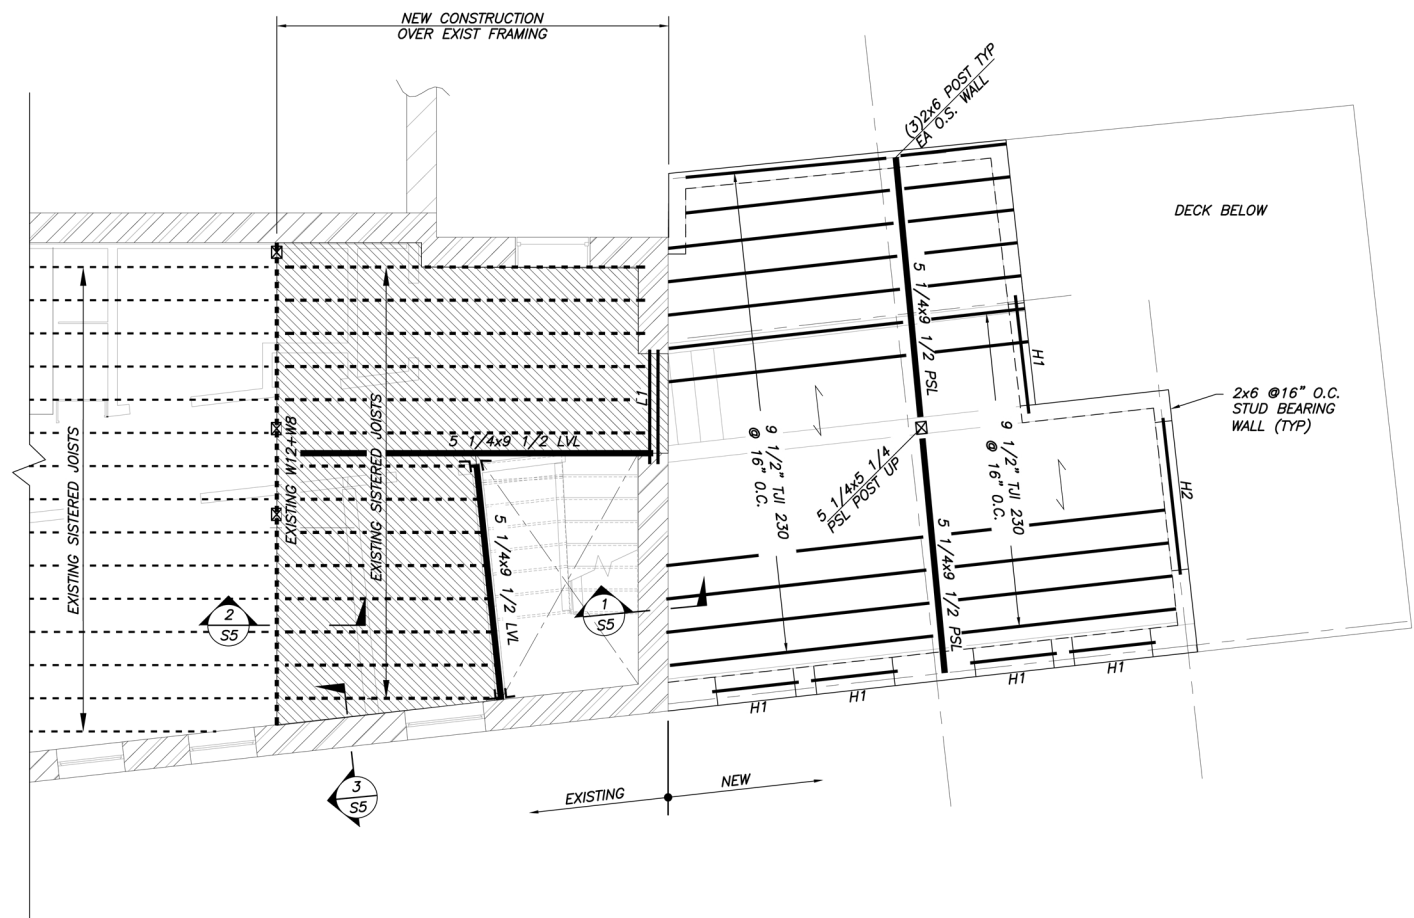 NEW CONSTRUCTION
OVER EXIST FRAMING
(3)2x6 POST TYP
EA O.S. WALL
DECK BELOW
5 1/4x9 1/2 PSL
H1
2x6 @16" O.C.
STUD BEARING
WALL (TYP)
L1
EXISTING SISTERED JOISTS
EXISTING W12+W8
EXISTING SISTERED JOISTS
5 1/4x9 1/2 LVL
9 1/2" TJI 230
@ 16" O.C.
5 1/4x5 1/4
PSL POST UP
9 1/2" TJI 230
@ 16" O.C.
H2
5 1/4x9 1/2 LVL
5 1/4x9 1/2 PSL
2
S5
1
S5
H1
H1
H1
H1
3
S5
EXISTING
NEW